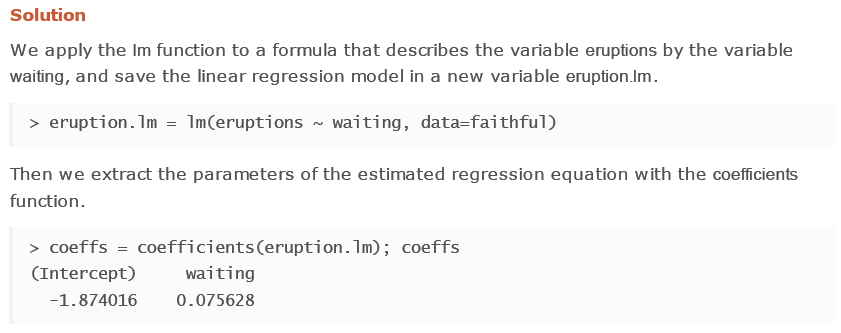 Solution
We apply the lm function to a formula that describes the variable eruptions by the variable
waiting, and save the linear regression model in a new variable eruption.lm.
> eruption.lm = lm(eruptions ~ waiting, data=faithful)
Then we extract the parameters of the estimated regression equation with the coefficients
function.
> coeffs = coefficients(eruption.lm); coeffs
(Intercept)     waiting
  -1.874016    0.075628